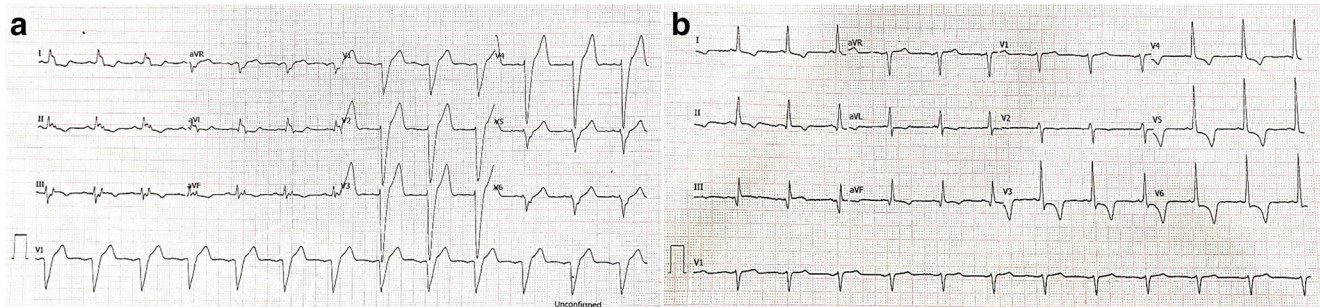 a
I aVR V1 V4
II aVL V2 V5
III aVF V3 V6
V1
Unconfirmed
b
I aVR V1 V4
II aVL V2 V5
III aVF V3 V6
V1